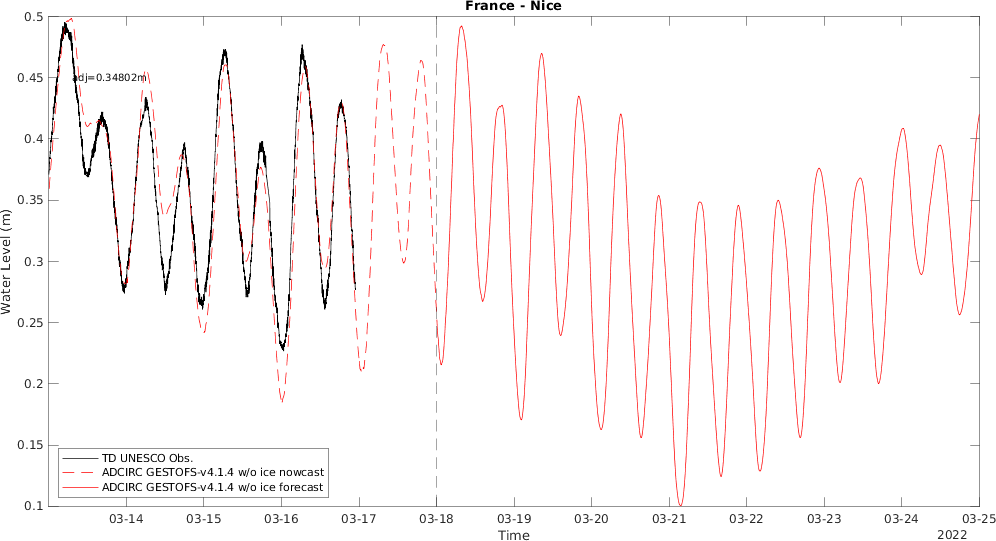 France - Nice
0.5
0.45
0.4
0.35
0.3
0.25
0.2
0.15
0.1
Water Level (m)
adj=0.34802m
TD UNESCO Obs.
ADCIRC GESTOFS-v4.1.4 w/o ice nowcast
ADCIRC GESTOFS-v4.1.4 w/o ice forecast
03-14 03-15 03-16 03-17 03-18 03-19 03-20 03-21 03-22 03-23 03-24 03-25
Time
2022